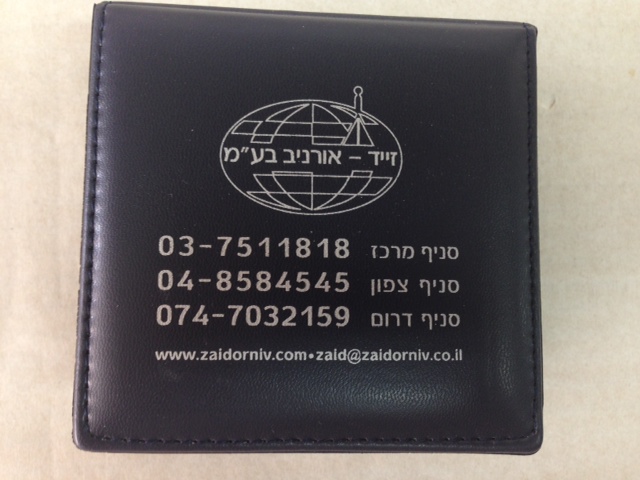 זייד - אורניב בע״מ
סניף מרכז 03-7511818
סניף צפון 04-8584545
סניף דרום 074-7032159
www.zaidorniv.com•zaid@zaidorniv.co.il